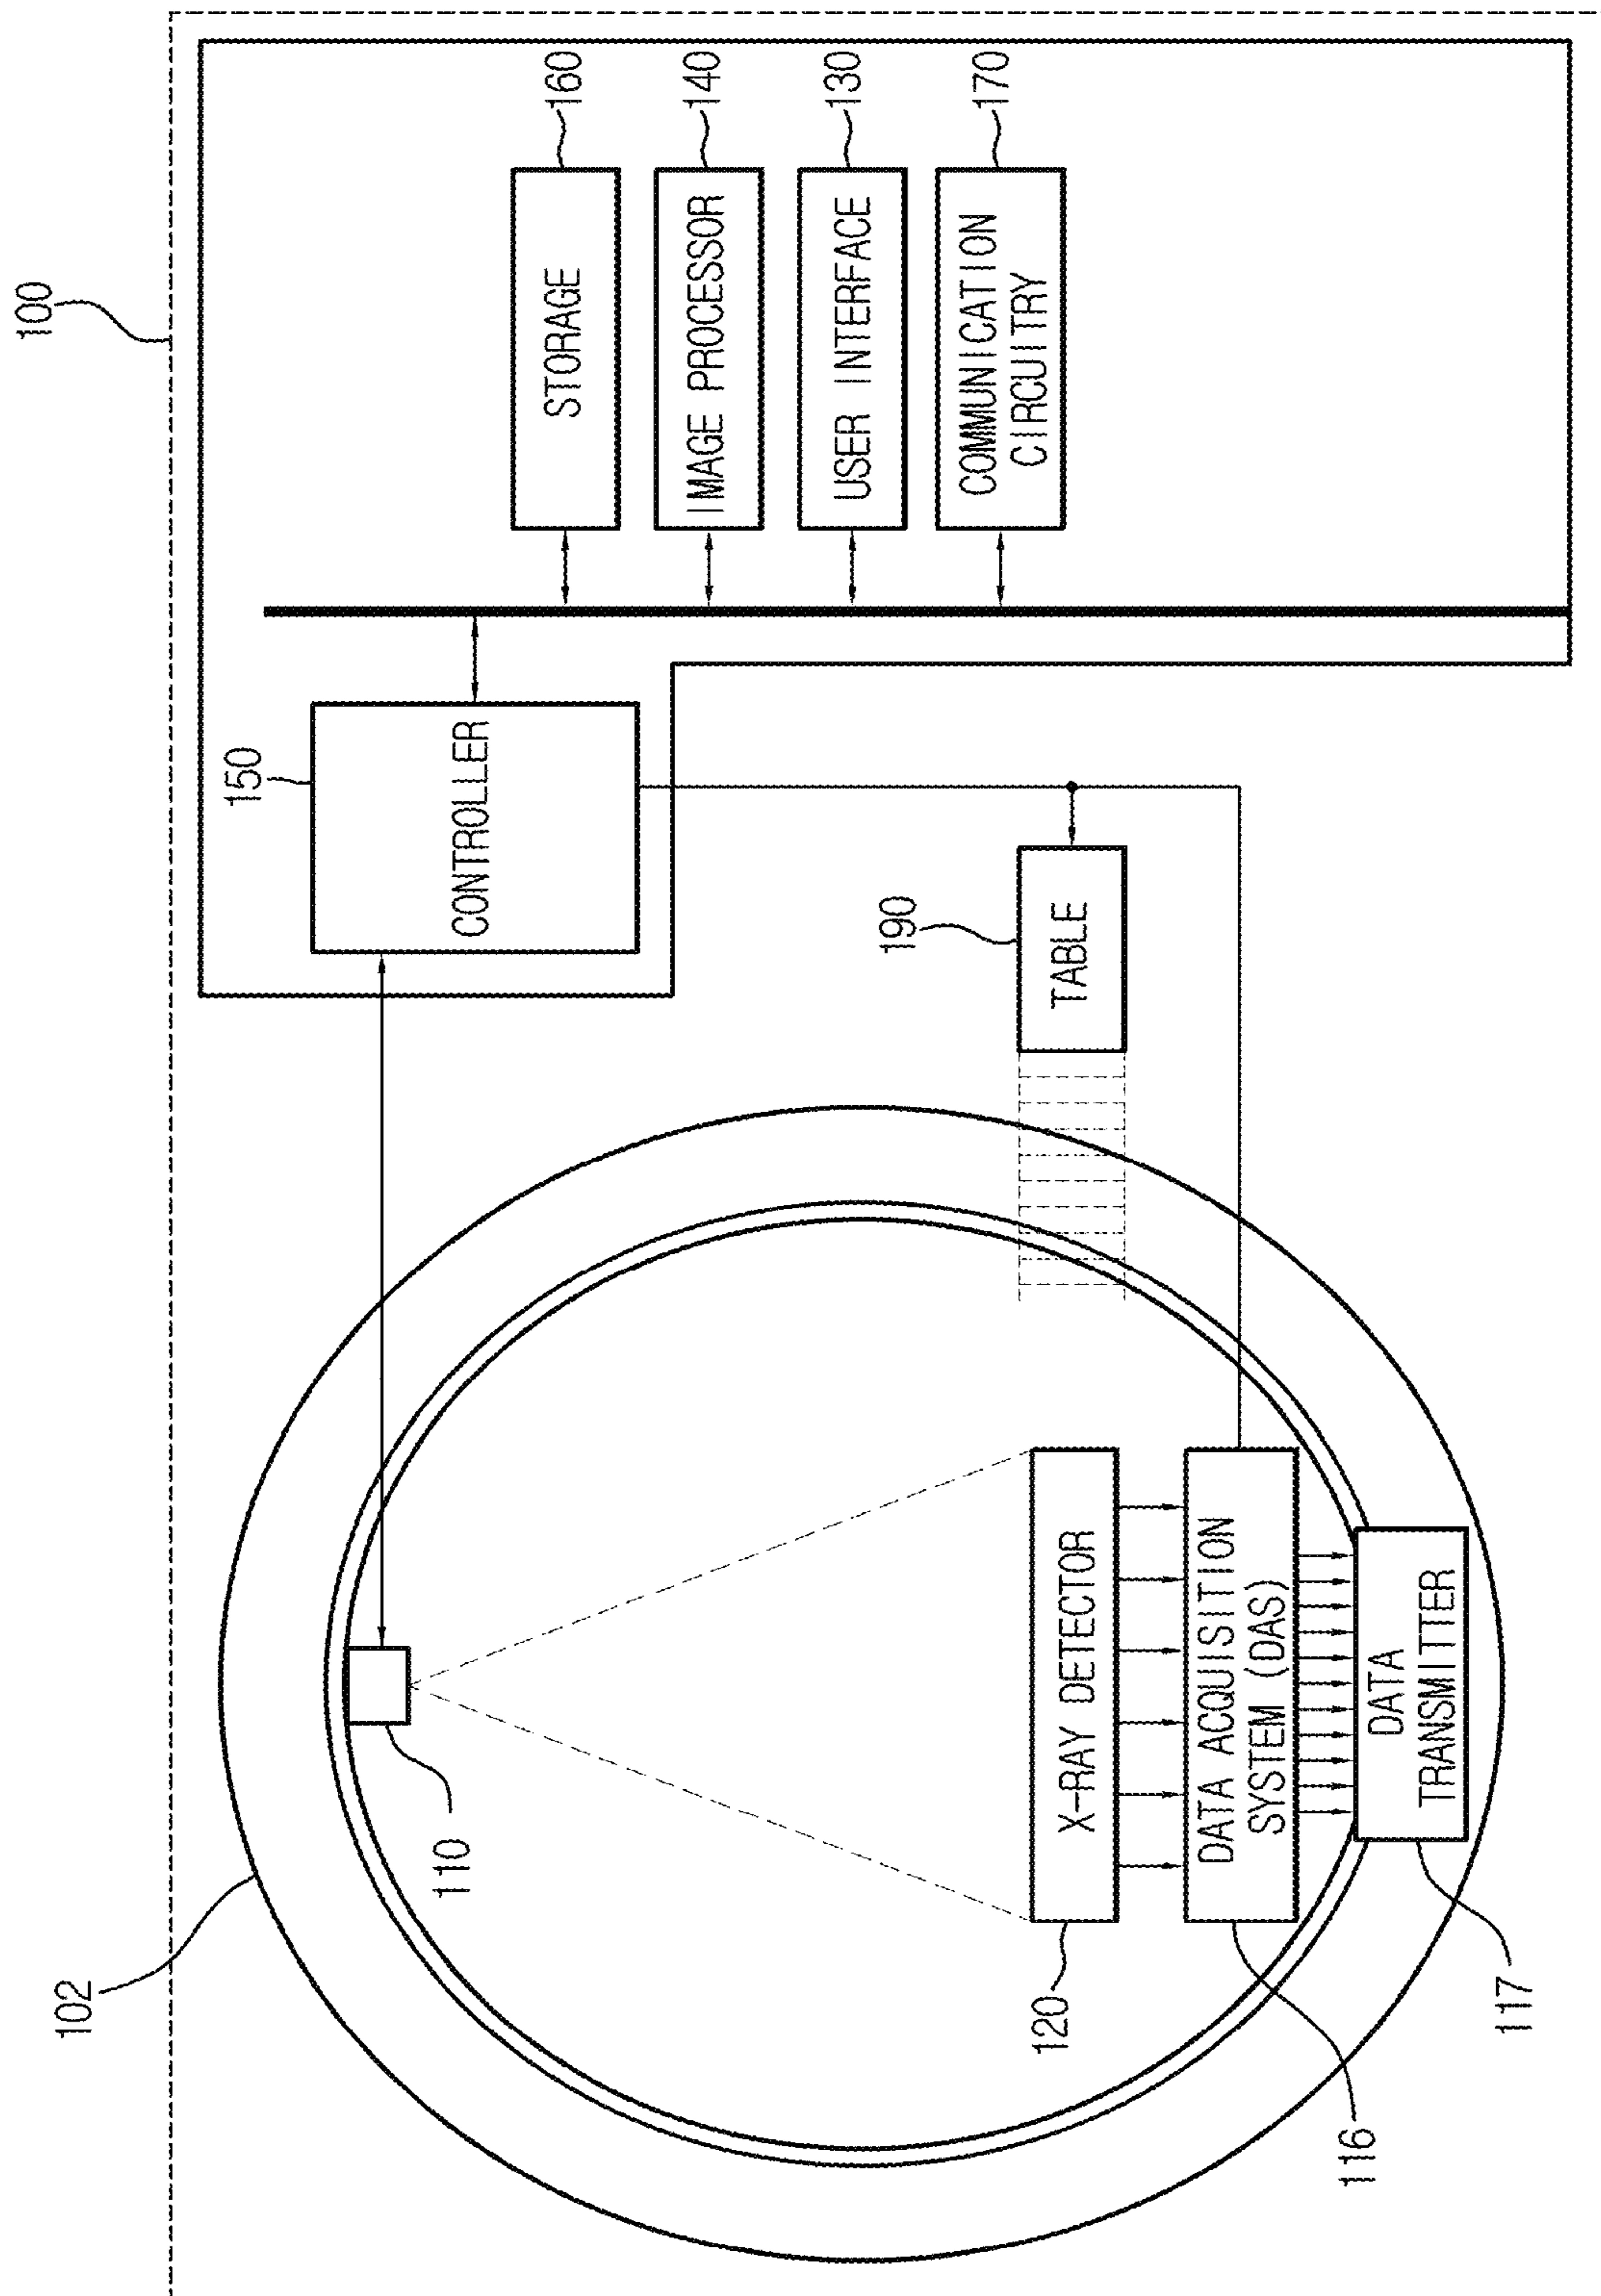 100
102
110
150
CONTROLLER
160
STORAGE
140
IMAGE PROCESSOR
130
USER INTERFACE
170
COMMUNICATION
CIRCUITRY
190
TABLE
X-RAY DETECTOR
120
DATA ACQUISITION
SYSTEM (DAS)
116
DATA
TRANSMITTER
117